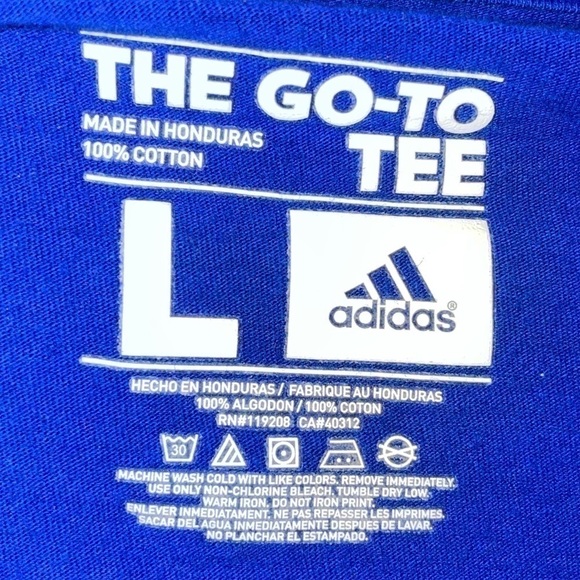 THE GO-TO
MADE IN HONDURAS
100% COTTON
TEE
L
adidas®
HECHO EN HONDURAS / FABRIQUE AU HONDURAS
100% ALGODON / 100% COTON
RN#119208 CA#40312
30
MACHINE WASH COLD WITH LIKE COLORS. REMOVE IMMEDIATELY.
USE ONLY NON-CHLORINE BLEACH. TUMBLE DRY LOW.
WARM IRON. DO NOT IRON PRINT.
ENLEVER IMMEDIATAMENT. NE PAS REPASSER LES IMPRIMES.
SACAR DEL AGUA INMEDIATAMENTE DESPUES DE LAVAR.
NO PLANCHAR EL ESTAMPADO.